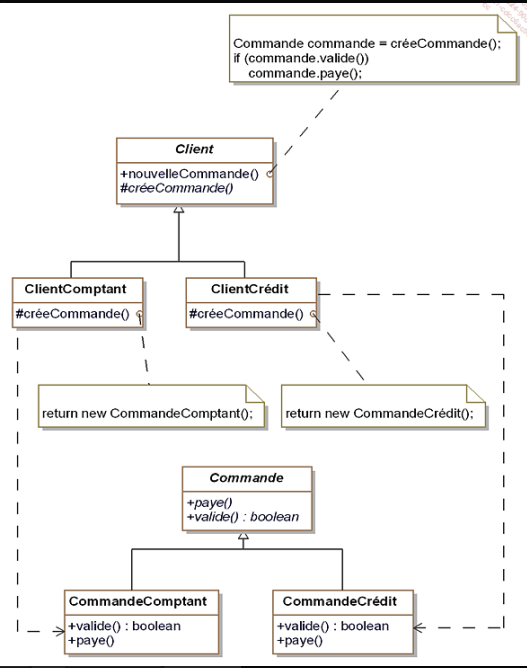 Commande commande = créeCommande();
if (commande.valide())
commande.paye();
Client
+nouvelleCommande()
#créeCommande()
ClientComptant
#créeCommande()
ClientCrédit
#créeCommande()
return new CommandeComptant();
return new CommandeCrédit();
Commande
+paye()
+valide() : boolean
CommandeComptant
+valide() : boolean
+paye()
CommandeCrédit
+valide() : boolean
+paye()